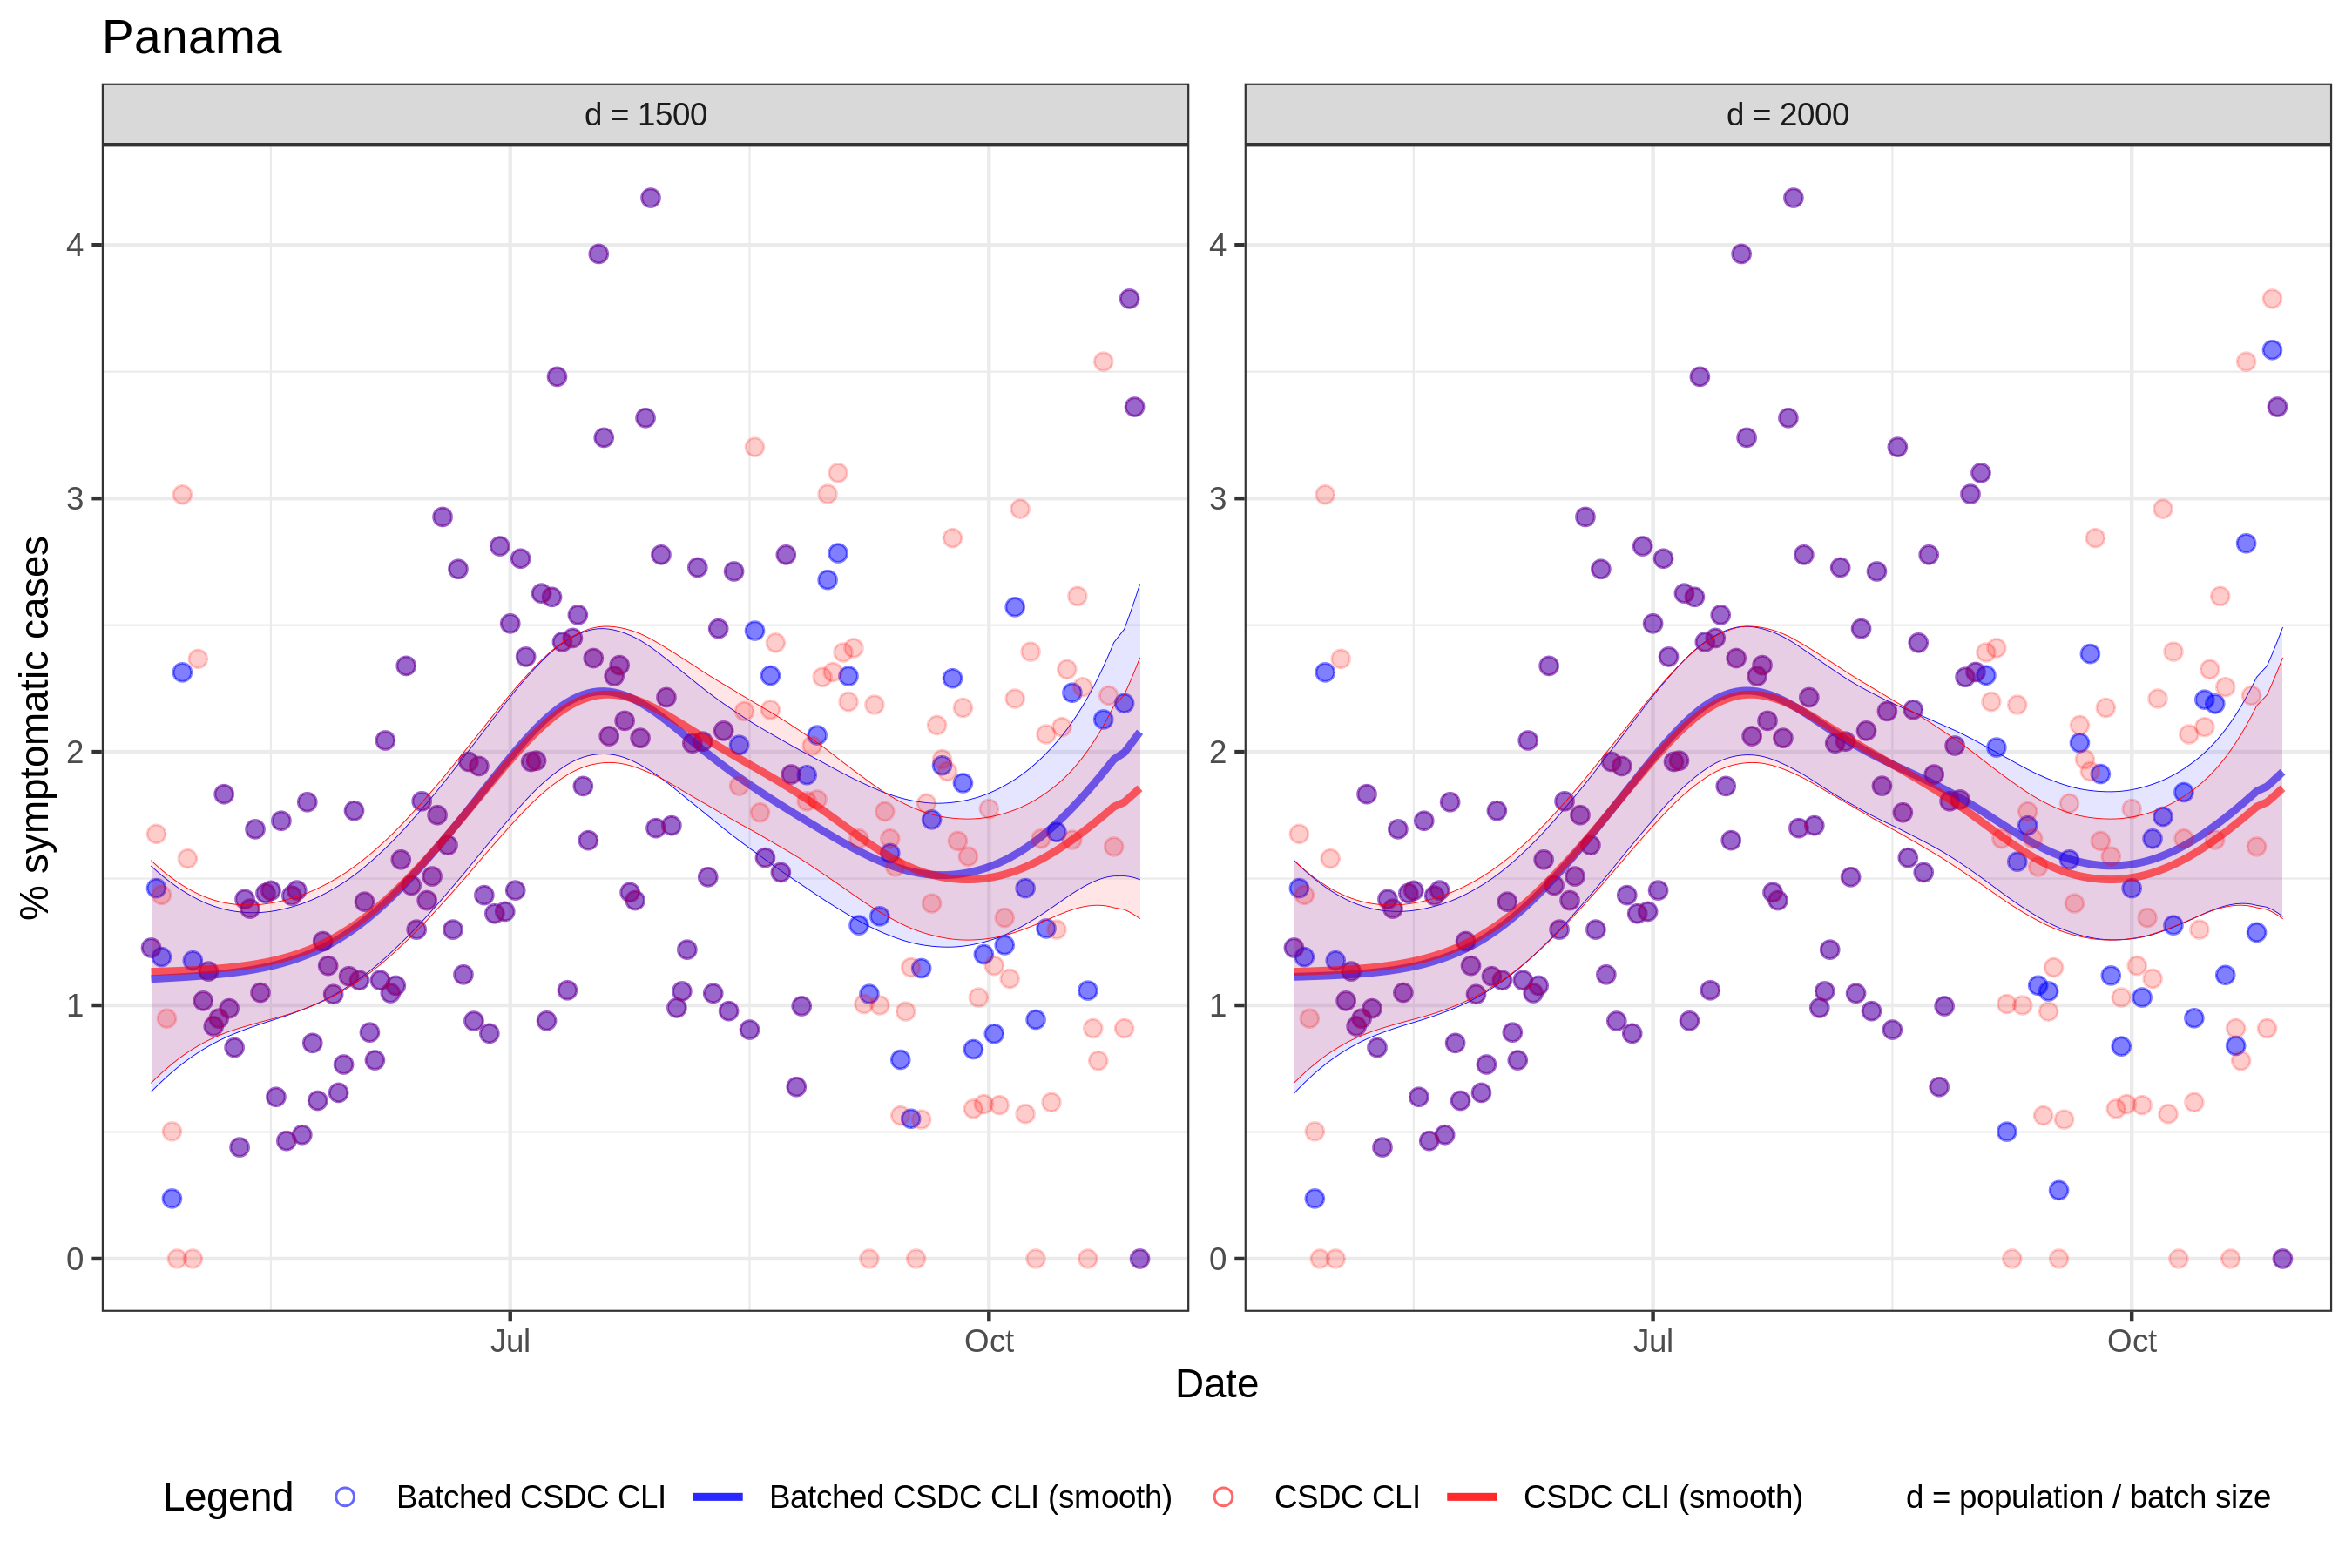 Panama
d = 1500
d = 2000
% symptomatic cases
4
3
2
1
0
4
3
2
1
0
Jul
Oct
Jul
Oct
Date
Legend
Batched CSDC CLI
Batched CSDC CLI (smooth)
CSDC CLI
CSDC CLI (smooth)
d = population / batch size